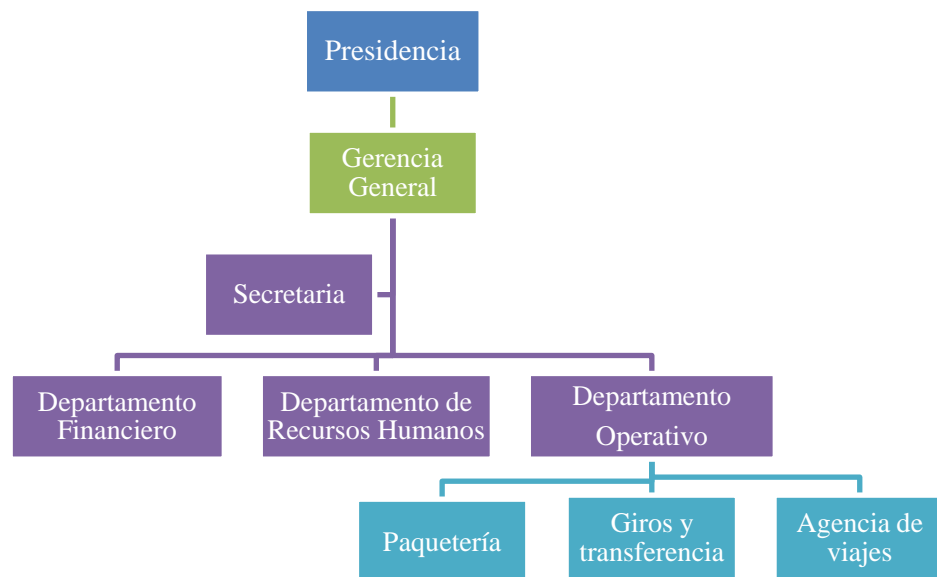 Presidencia
Gerencia
General
Secretaria
Departamento
Financiero
Departamento de
Recursos Humanos
Departamento
Operativo
Paquetería
Giros y
transferencia
Agencia de
viajes